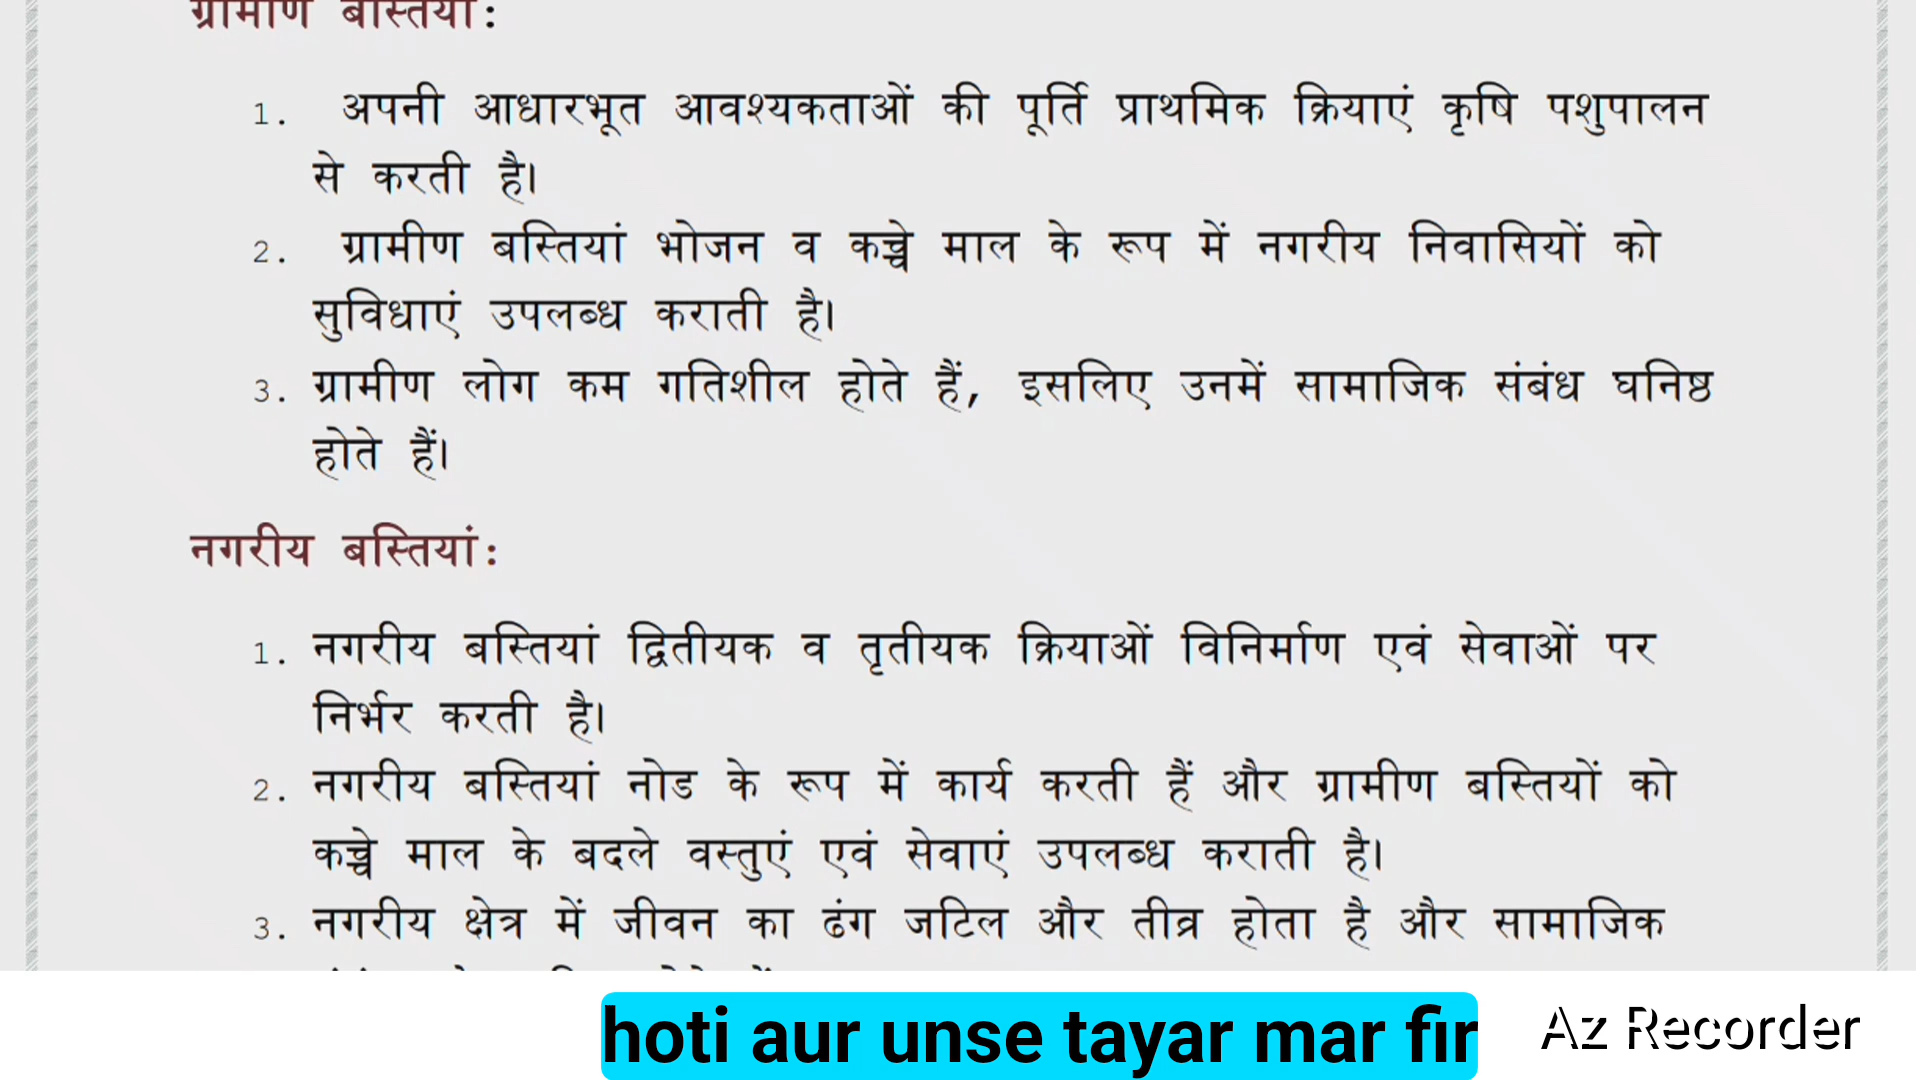 ग्रामीण बस्तियां:
1. अपनी आधारभूत आवश्यकताओं की पूर्ति प्राथमिक क्रियाएं कृषि पशुपालन
से करती है।
2. ग्रामीण बस्तियां भोजन व कच्चे माल के रूप में नगरीय निवासियों को
सुविधाएं उपलब्ध कराती है।
3. ग्रामीण लोग कम गतिशील होते हैं, इसलिए उनमें सामाजिक संबंध घनिष्ठ
होते हैं।
नगरीय बस्तियां:
1. नगरीय बस्तियां द्वितीयक व तृतीयक क्रियाओं विनिर्माण एवं सेवाओं पर
निर्भर करती है।
2. नगरीय बस्तियां नोड के रूप में कार्य करती हैं और ग्रामीण बस्तियों को
कच्चे माल के बदले वस्तुएं एवं सेवाएं उपलब्ध कराती है।
3. नगरीय क्षेत्र में जीवन का ढंग जटिल और तीव्र होता है और सामाजिक
hoti aur unse tayar mar fir
Az Recorder